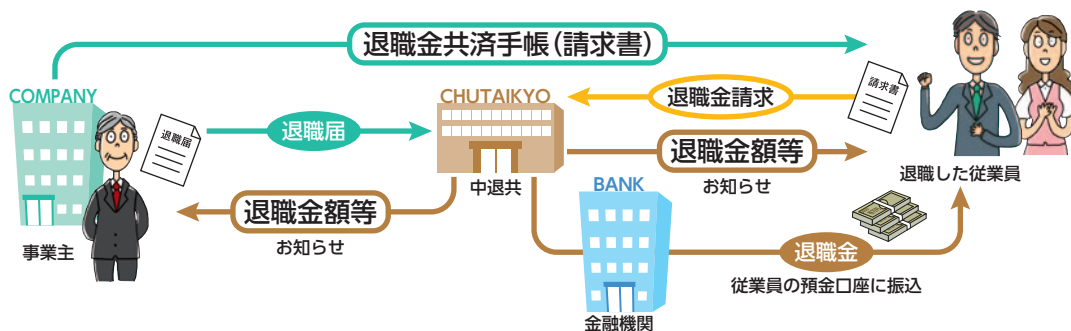 退職金共済手帳(請求書)
COMPANY
退職届
退職届
CHUTAIKYO
退職金請求
請求書
退職金額等
お知らせ
退職した従業員
中退共
BANK
退職金額等
お知らせ
事業主
退職金
従業員の預金口座に振込
金融機関